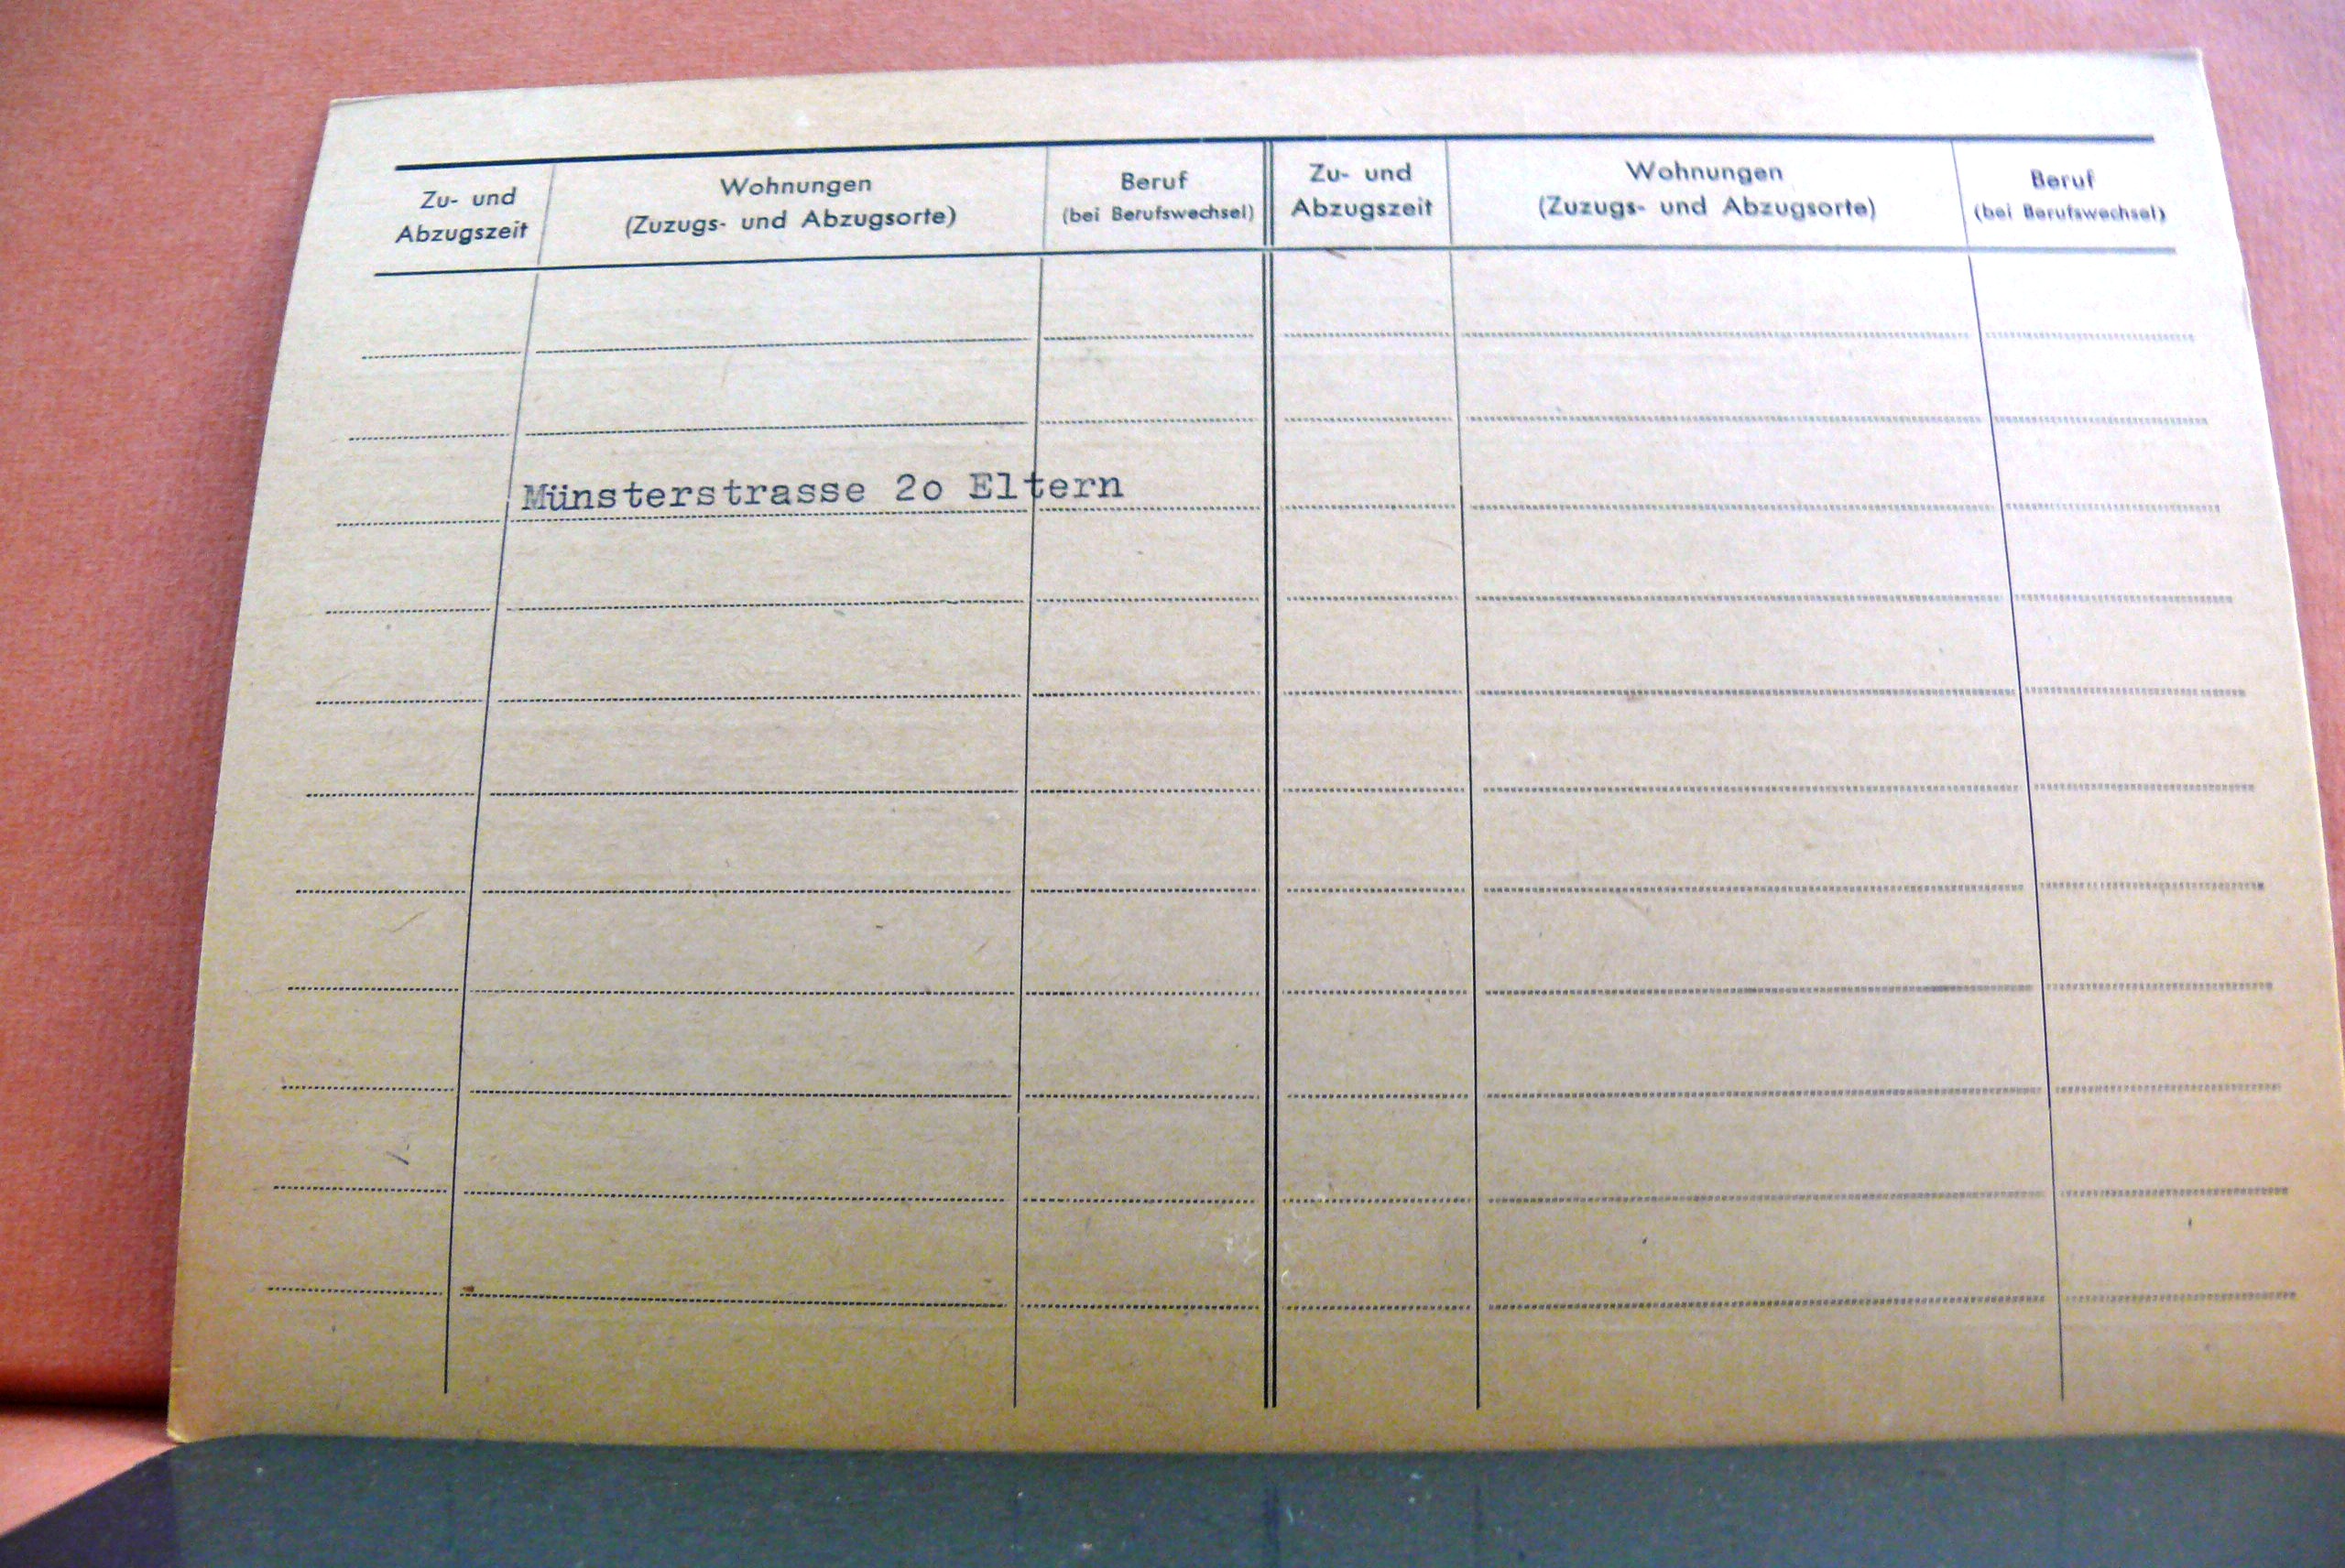 Zu- und
Abzugszeit
Wohnungen
(Zuzugs- und Abzugsorte)
Beruf
(bei Berufswechsel)
Zu- und
Abzugszeit
Wohnungen
(Zuzugs- und Abzugsorte)
Beruf
(bei Berufswechsel)
Münsterstrasse 2o Eltern